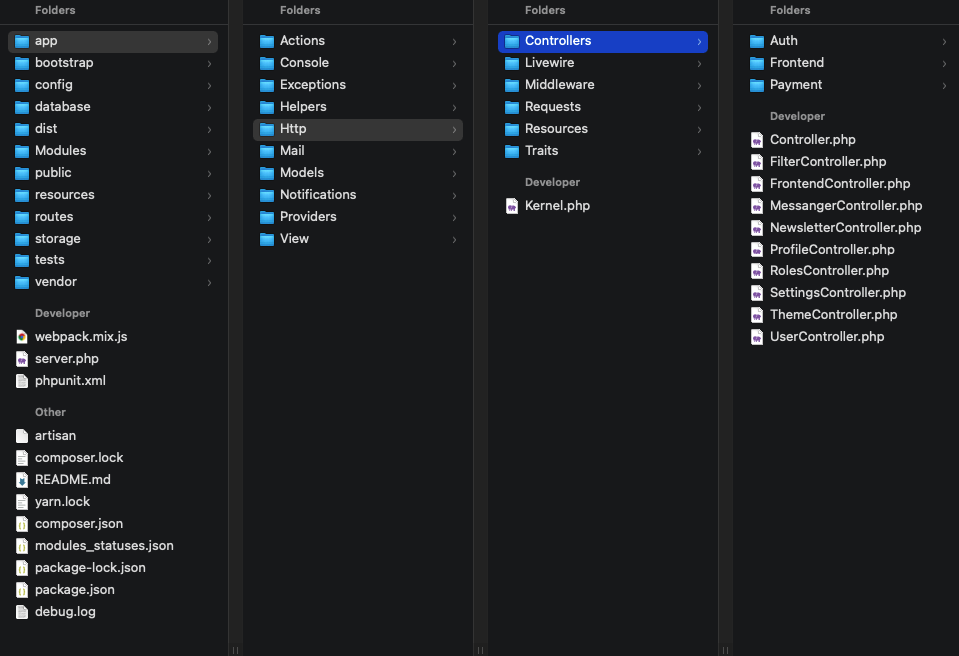 Folders
app
bootstrap
config
database
dist
Modules
public
resources
routes
storage
tests
vendor
Developer
webpack.mix.js
server.php
phpunit.xml
Other
artisan
composer.lock
README.md
yarn.lock
composer.json
modules_statuses.json
package-lock.json
package.json
debug.log
Folders
Actions
Console
Exceptions
Helpers
Http
Mail
Models
Notifications
Providers
View
Folders
Controllers
Livewire
Middleware
Requests
Resources
Traits
Developer
Kernel.php
Folders
Auth
Frontend
Payment
Developer
Controller.php
FilterController.php
FrontendController.php
MessangerController.php
NewsletterController.php
ProfileController.php
RolesController.php
SettingsController.php
ThemeController.php
UserController.php